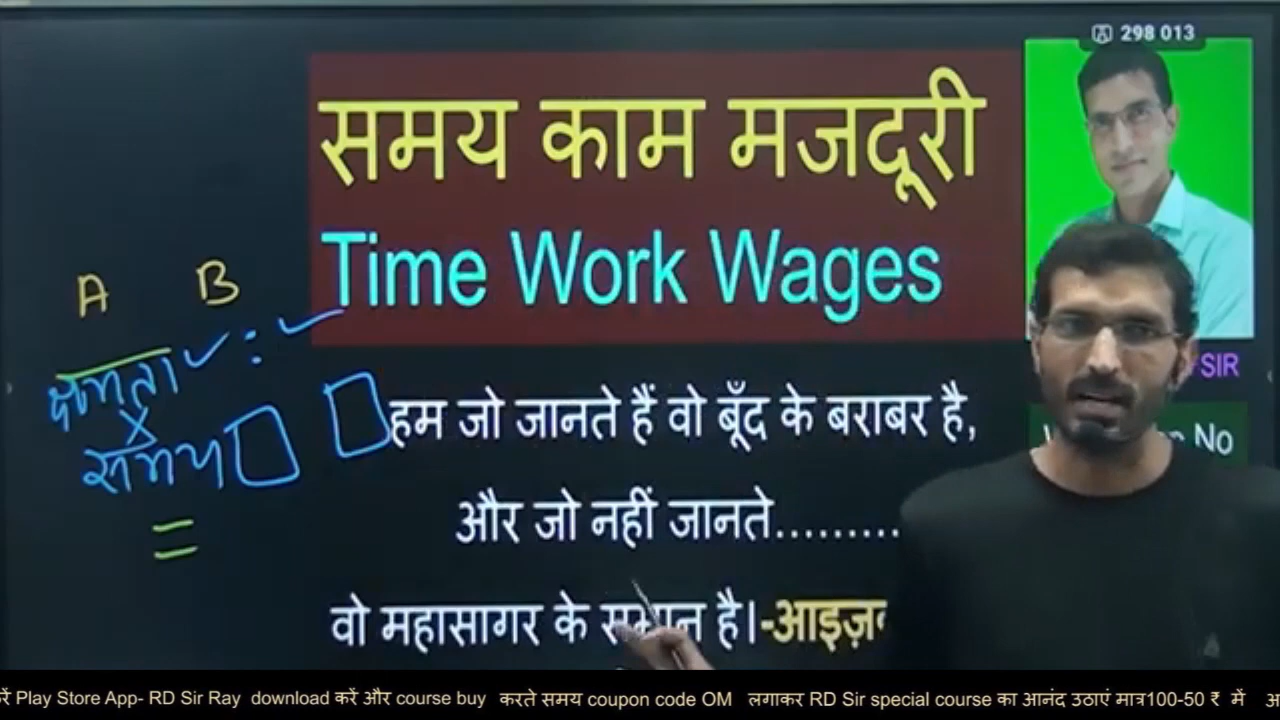 298 013
समय काम मजदूरी
Time Work Wages
A B
क्षमता ✓ : ✓
×
समय
=
SIR
No
हम जो जानते हैं वो बूँद के बराबर है,
और जो नहीं जानते.........
वो महासागर के समान है।-आइज़
Play Store App- RD Sir Ray download करें और course buy करते समय coupon code OM लगाकर RD Sir special course का आनंद उठाएं मात्र100-50 ₹ में